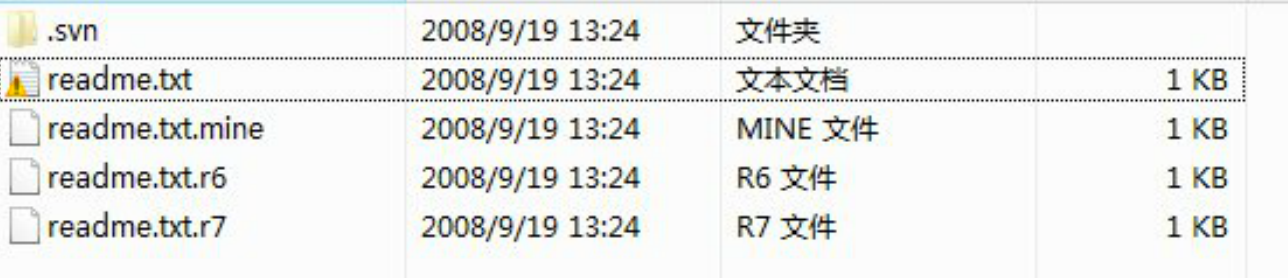 .svn 2008/9/19 13:24 文件夹
readme.txt 2008/9/19 13:24 文本文档 1 KB
readme.txt.mine 2008/9/19 13:24 MINE 文件 1 KB
readme.txt.r6 2008/9/19 13:24 R6 文件 1 KB
readme.txt.r7 2008/9/19 13:24 R7 文件 1 KB